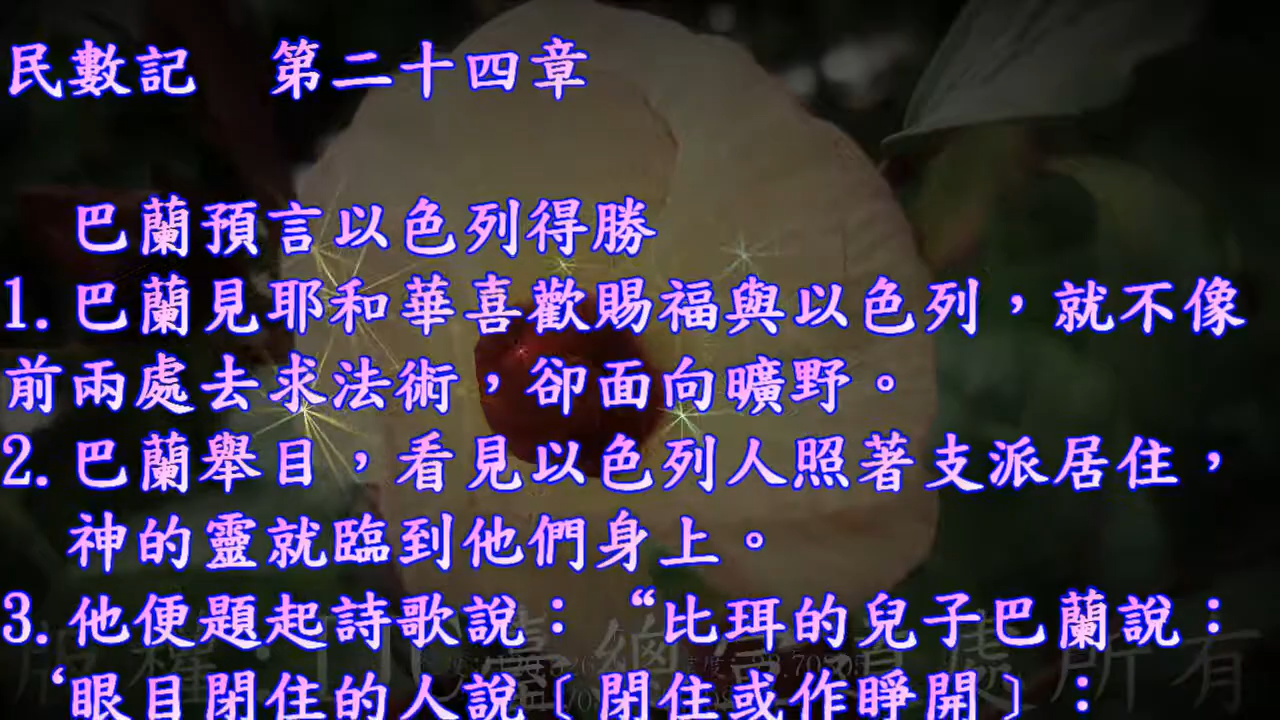 民數記　第二十四章
巴蘭預言以色列得勝
1. 巴蘭見耶和華喜歡賜福與以色列，就不像
前兩處去求法術，卻面向曠野。
2. 巴蘭舉目，看見以色列人照著支派居住，
神的靈就臨到他們身上。
3. 他便題起詩歌說：“比珥的兒子巴蘭說：
‘眼目閉住的人說〔閉住或作睜開〕：